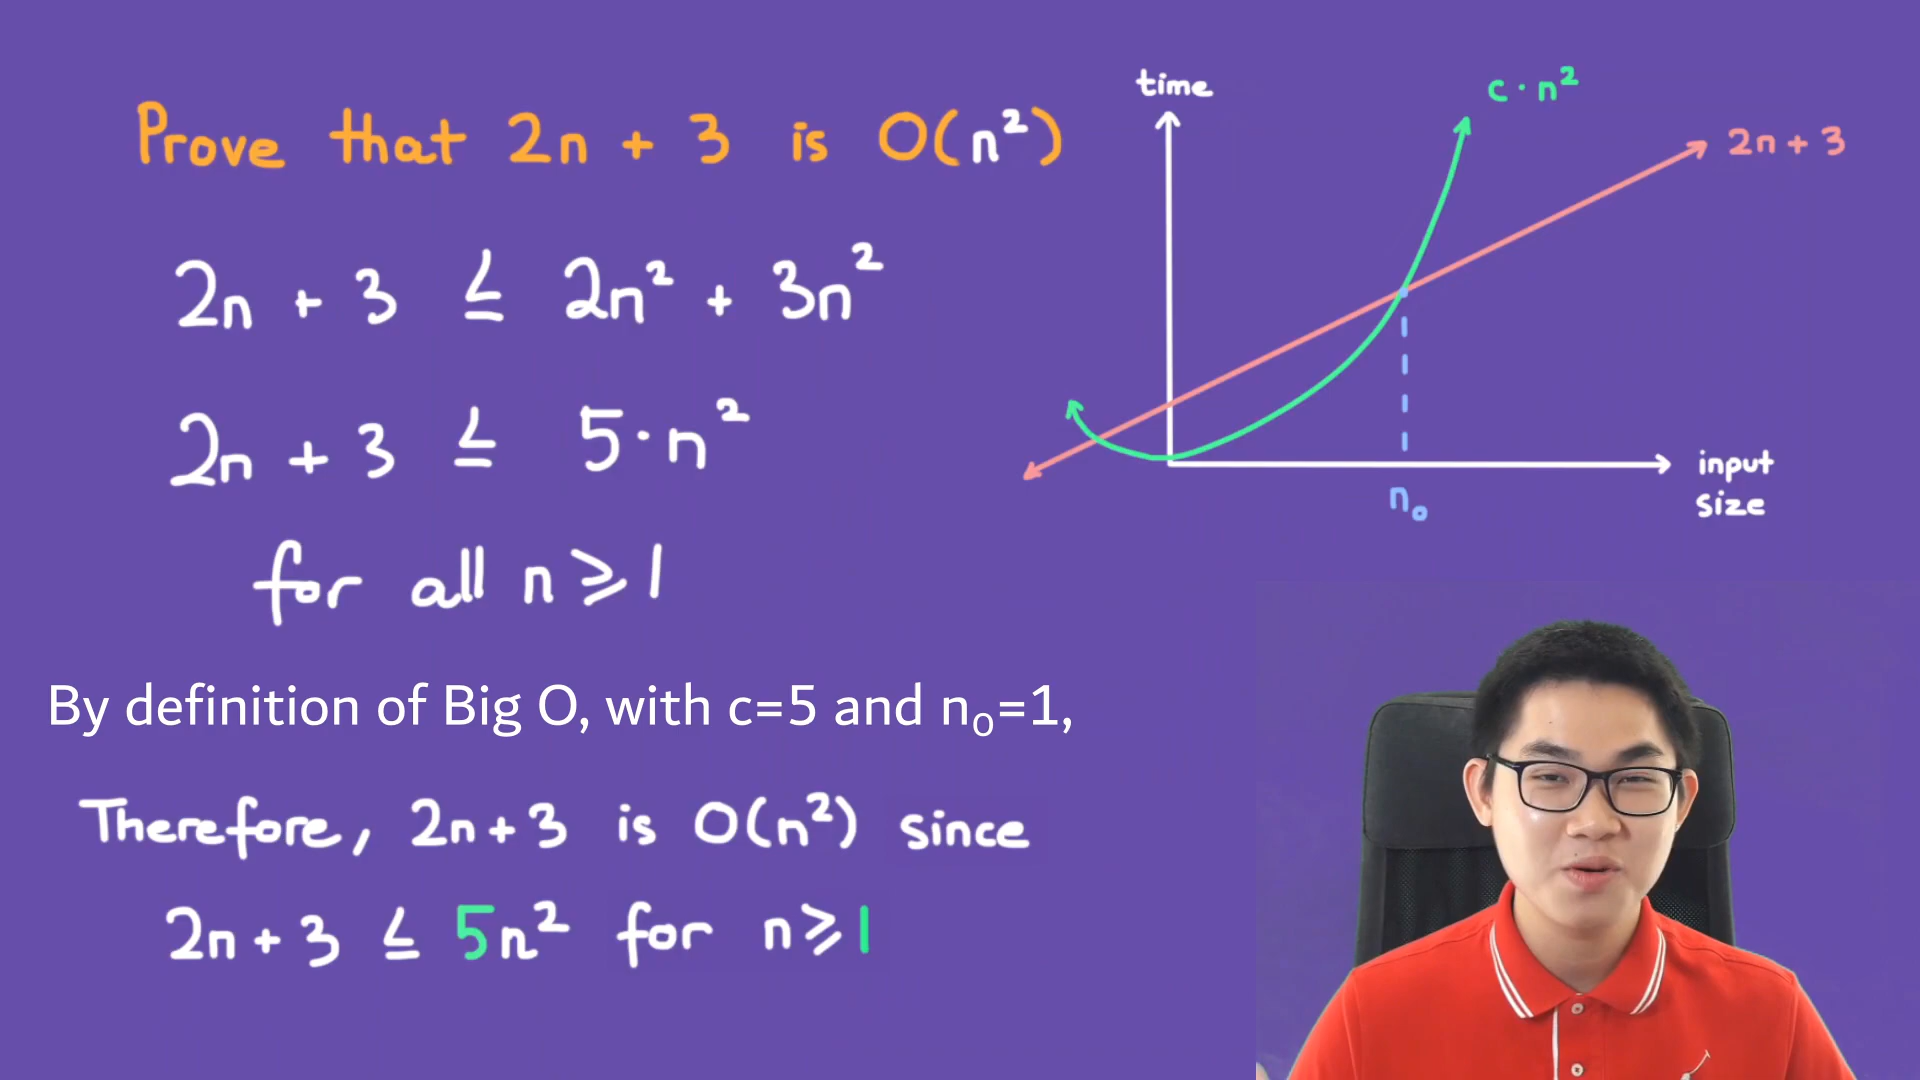 Prove that 2n + 3 is O(n²)
2n + 3 ≤ 2n² + 3n²
2n + 3 ≤ 5·n²
for all n ≥ 1
By definition of Big O, with c=5 and n₀=1,
Therefore, 2n+3 is O(n²) since
2n+3 ≤ 5n² for n ≥ 1
time
c·n²
2n+3
input
size
n₀